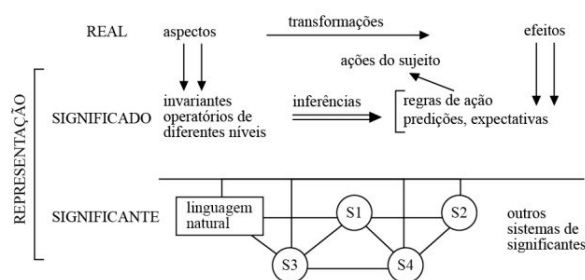 REAL
aspectos
transformações
efeitos
ações do sujeito
REPRESENTAÇÃO
SIGNIFICADO
invariantes
operatórios de
diferentes níveis
inferências
regras de ação
predições, expectativas
SIGNIFICANTE
linguagem
natural
S1
S2
S3
S4
outros
sistemas de
significantes